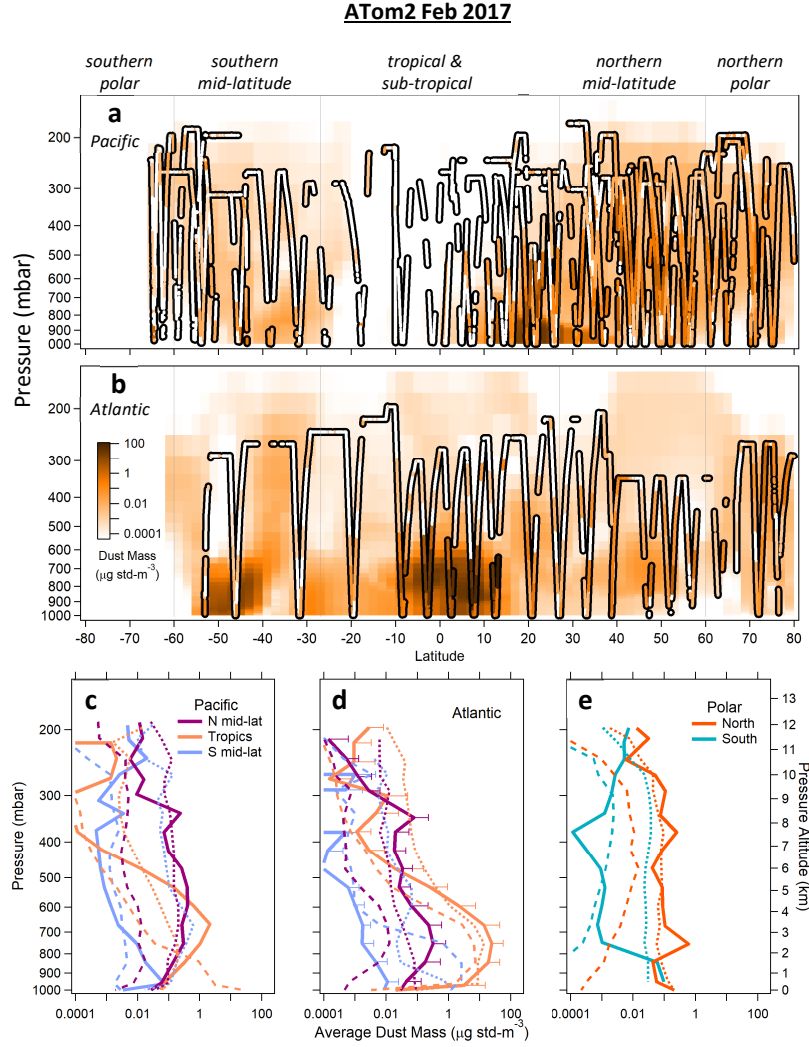 ATom2 Feb 2017
southern polar
southern mid-latitude
tropical & sub-tropical
northern mid-latitude
northern polar
a
Pacific
Pressure (mbar)
200
300
400
500
600
700
800
900
000
b
Atlantic
200
300
400
500
600
700
800
900
1000
100
1
0.01
0.0001
Dust Mass
(μg std-m⁻³)
-80 -70 -60 -50 -40 -30 -20 -10 0 10 20 30 40 50 60 70 80
Latitude
c
Pacific
N mid-lat
Tropics
S mid-lat
Pressure (mbar)
200
300
400
500
600
700
800
900
1000
0.0001 0.01 1 100
d
Atlantic
0.0001 0.01 1 100
Average Dust Mass (μg std-m⁻³)
e
Polar
North
South
0.0001 0.01 1 100
13
12
11
10
9
8
7
6
5
4
3
2
1
0
Pressure Altitude (km)